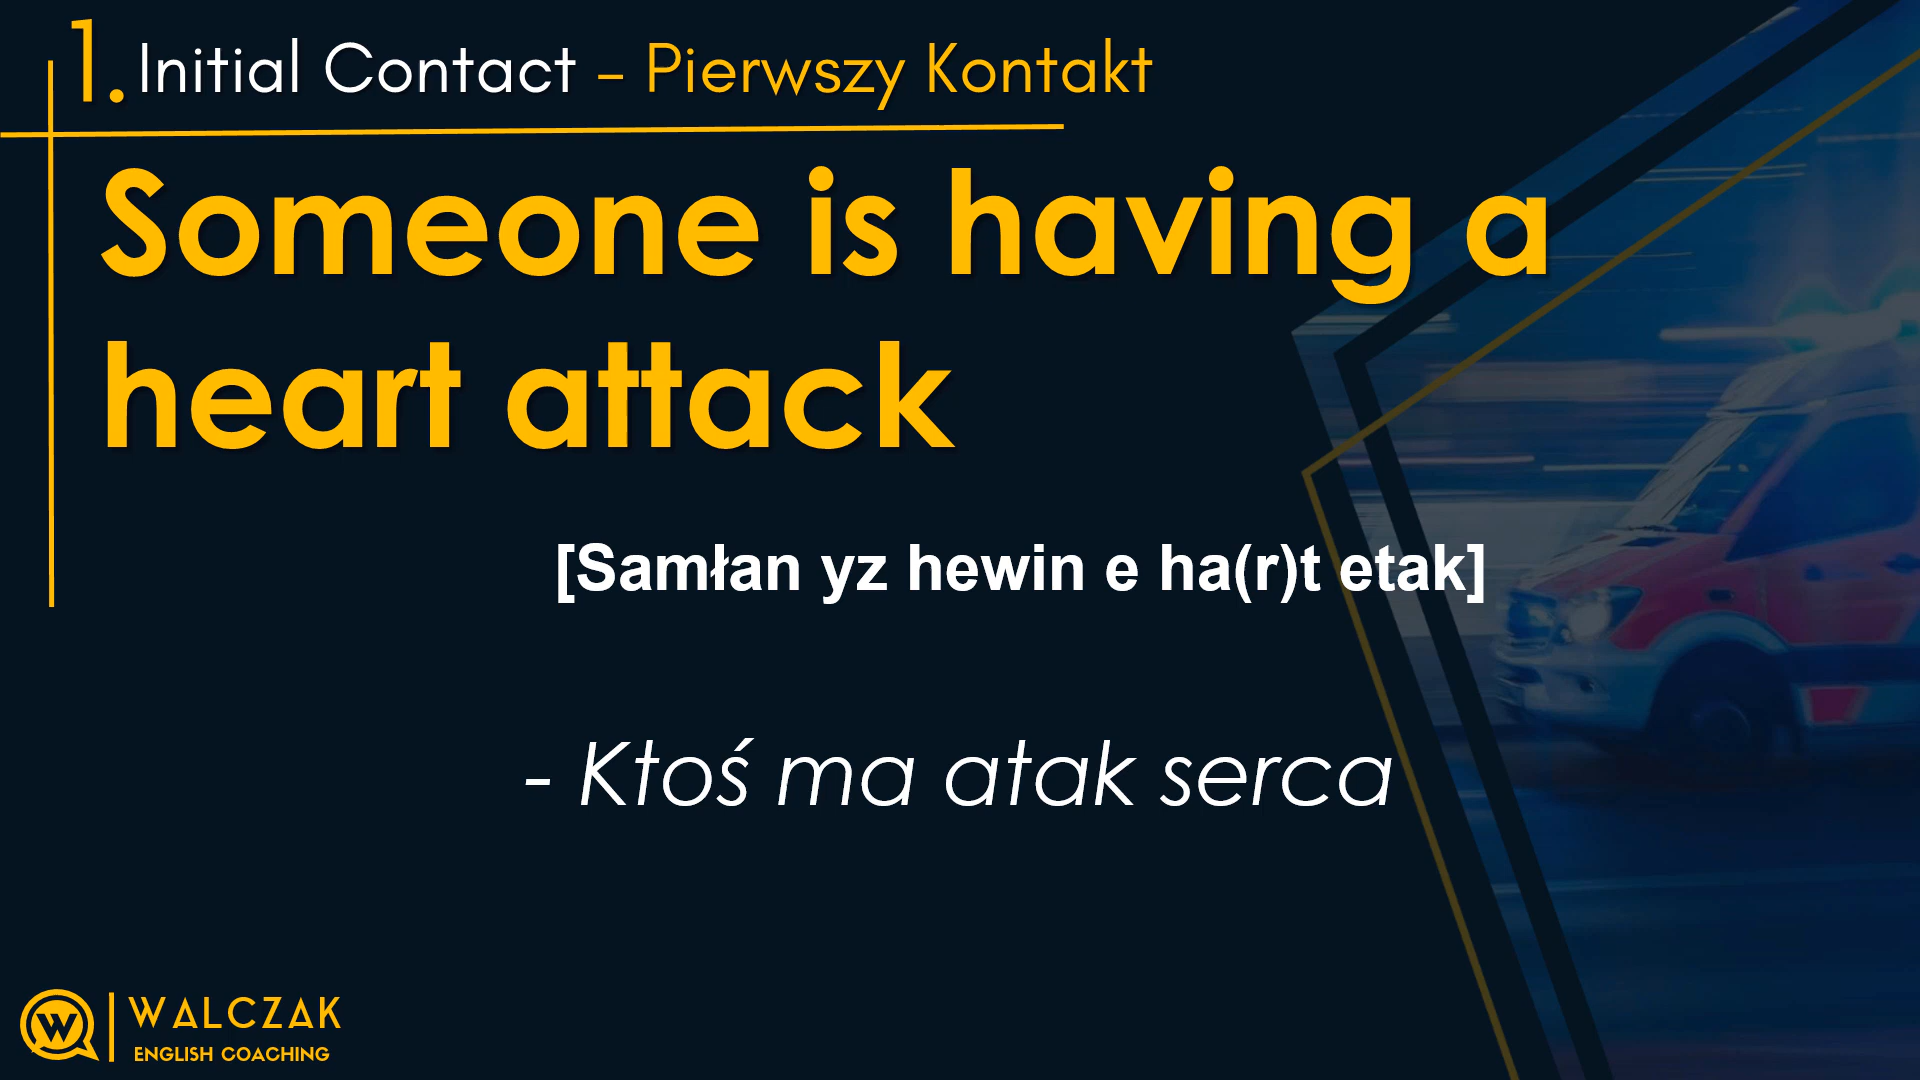 1. Initial Contact – Pierwszy Kontakt
Someone is having a
heart attack
[Samłan yz hewin e ha(r)t etak]
- Ktoś ma atak serca
W
WALCZAK
ENGLISH COACHING